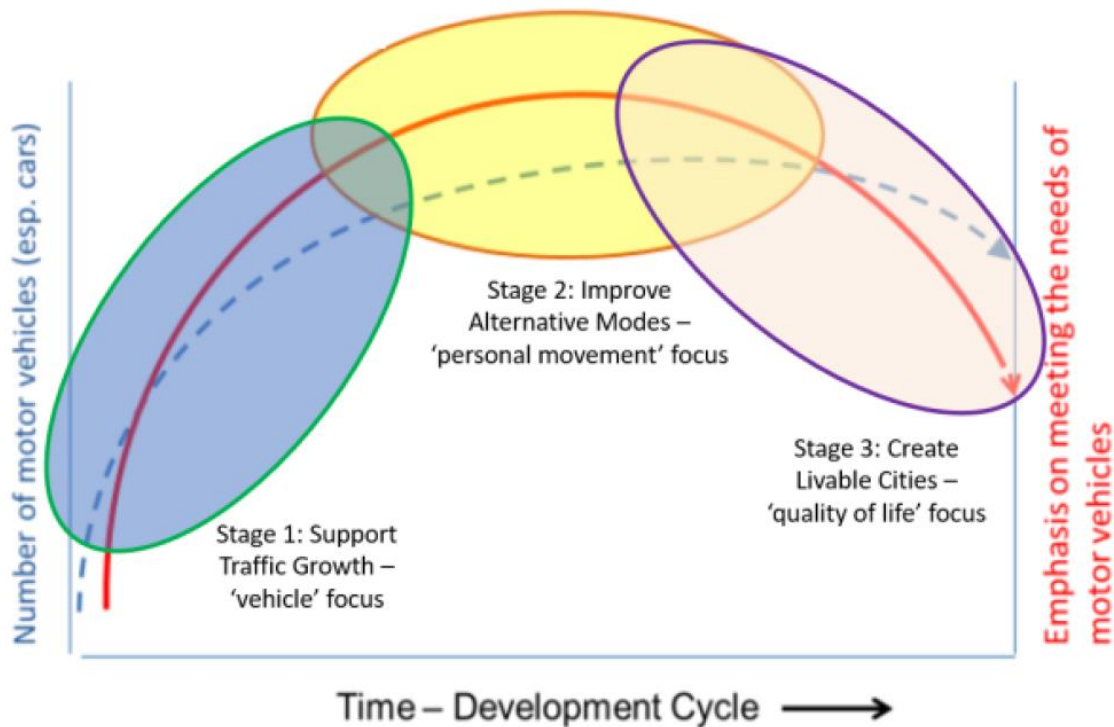 Number of motor vehicles (esp. cars)
Stage 1: Support
Traffic Growth –
‘vehicle’ focus
Stage 2: Improve
Alternative Modes –
‘personal movement’ focus
Stage 3: Create
Livable Cities –
‘quality of life’ focus
Emphasis on meeting the needs of
motor vehicles
Time – Development Cycle